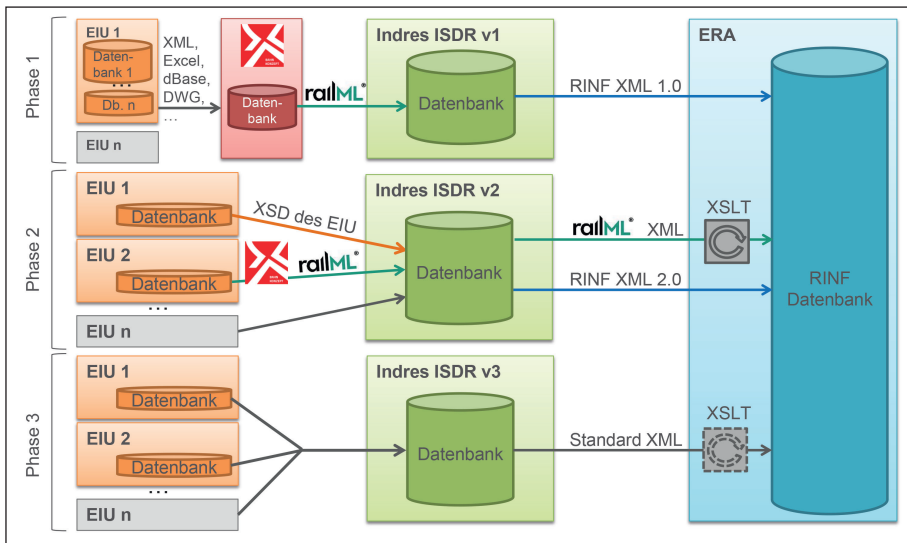 Phase 1
EIU 1
Daten-
bank 1
...
Db. n
EIU n
XML,
Excel,
dBase,
DWG,
...
Daten-
bank
railML®
Indres ISDR v1
Datenbank
RINF XML 1.0
ERA
RINF
Datenbank
Phase 2
EIU 1
Datenbank
EIU 2
Datenbank
...
EIU n
XSD des EIU
railML®
Indres ISDR v2
Datenbank
railML® XML
XSLT
RINF XML 2.0
Phase 3
EIU 1
Datenbank
EIU 2
Datenbank
...
EIU n
Indres ISDR v3
Datenbank
Standard XML
XSLT